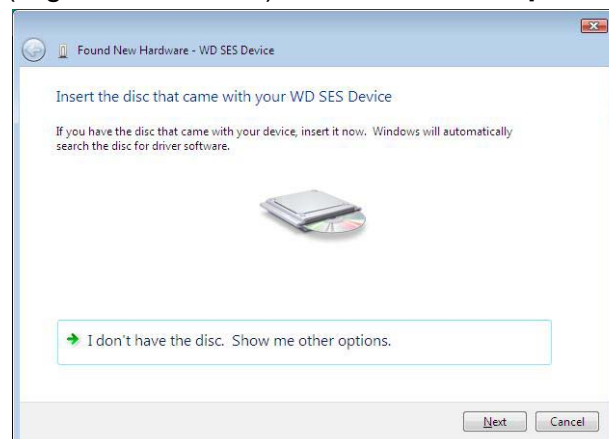 Found New Hardware - WD SES Device
Insert the disc that came with your WD SES Device
If you have the disc that came with your device, insert it now. Windows will automatically
search the disc for driver software.
I don't have the disc. Show me other options.
Next
Cancel